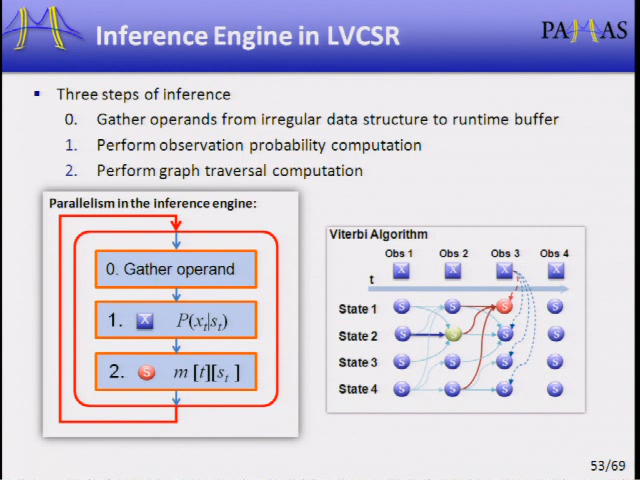 Inference Engine in LVCSR
PALLAS
▪ Three steps of inference
0. Gather operands from irregular data structure to runtime buffer
1. Perform observation probability computation
2. Perform graph traversal computation
Parallelism in the inference engine:
0. Gather operand
1. X P(xₜ|sₜ)
2. S m [t][sₜ ]
Viterbi Algorithm
Obs 1 Obs 2 Obs 3 Obs 4
X X X X
t
State 1 S S S S
State 2 S S S S
State 3 S S S S
State 4 S S S S
53/69